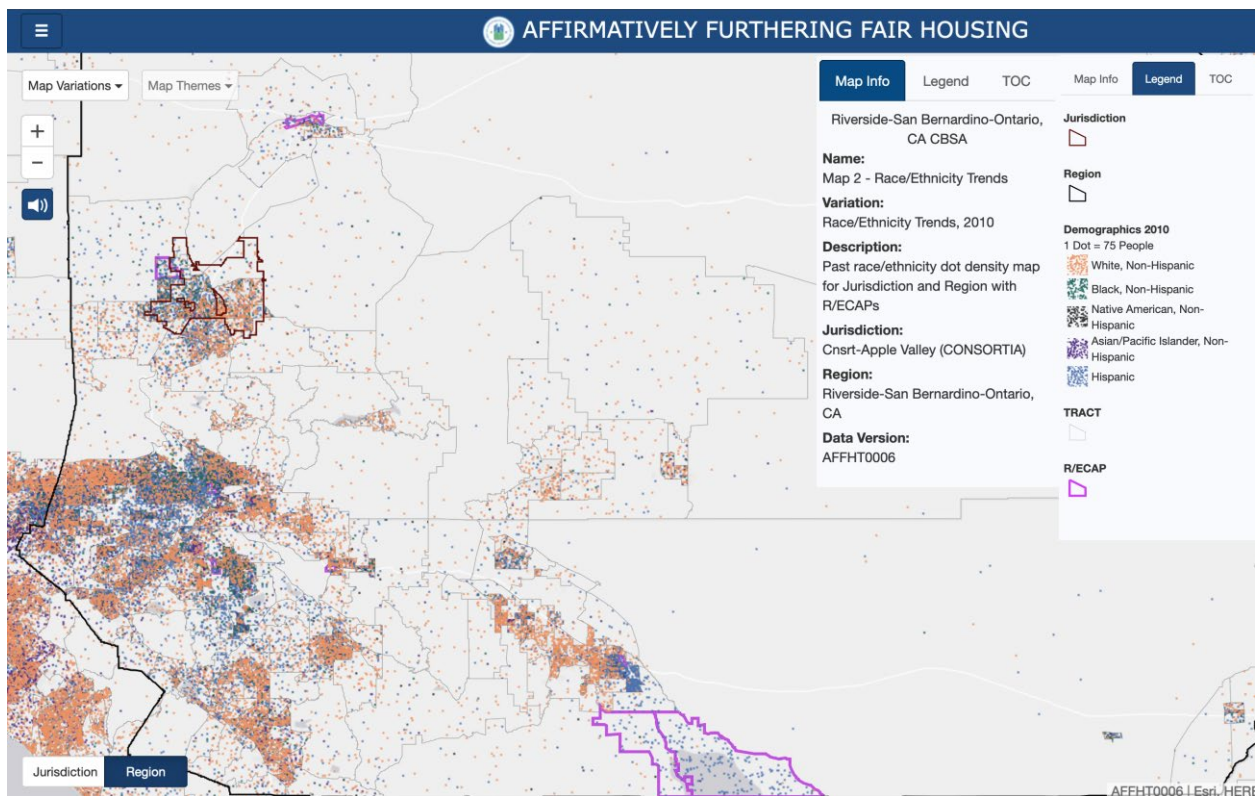 AFFIRMATIVELY FURTHERING FAIR HOUSING
Map Variations
Map Themes
+
−
Map Info
Legend
TOC
Riverside-San Bernardino-Ontario,
CA CBSA
Name:
Map 2 - Race/Ethnicity Trends
Variation:
Race/Ethnicity Trends, 2010
Description:
Past race/ethnicity dot density map
for Jurisdiction and Region with
R/ECAPs
Jurisdiction:
Cnsrt-Apple Valley (CONSORTIA)
Region:
Riverside-San Bernardino-Ontario,
CA
Data Version:
AFFHT0006
Map Info
Legend
TOC
Jurisdiction
Region
Demographics 2010
1 Dot = 75 People
White, Non-Hispanic
Black, Non-Hispanic
Native American, Non-
Hispanic
Asian/Pacific Islander, Non-
Hispanic
Hispanic
TRACT
R/ECAP
Jurisdiction
Region
AFFHT0006 | Esri, HERE